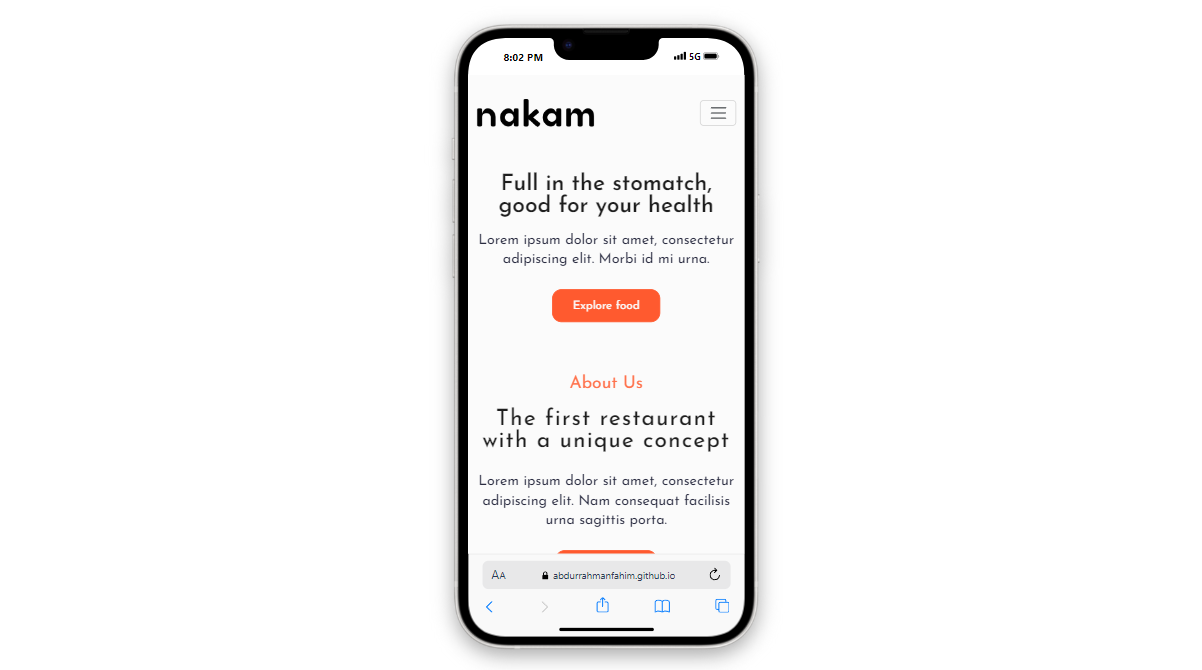 8:02 PM 5G
nakam
Full in the stomatch,
good for your health
Lorem ipsum dolor sit amet, consectetur
adipiscing elit. Morbi id mi urna.
Explore food
About Us
The first restaurant
with a unique concept
Lorem ipsum dolor sit amet, consectetur
adipiscing elit. Nam consequat facilisis
urna sagittis porta.
AA abdurrahmanfahim.github.io